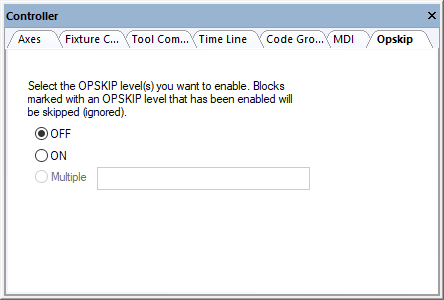 Controller
Axes Fixture C... Tool Com... Time Line Code Gro... MDI Opskip
Select the OPSKIP level(s) you want to enable. Blocks
marked with an OPSKIP level that has been enabled will
be skipped (ignored).
OFF
ON
Multiple